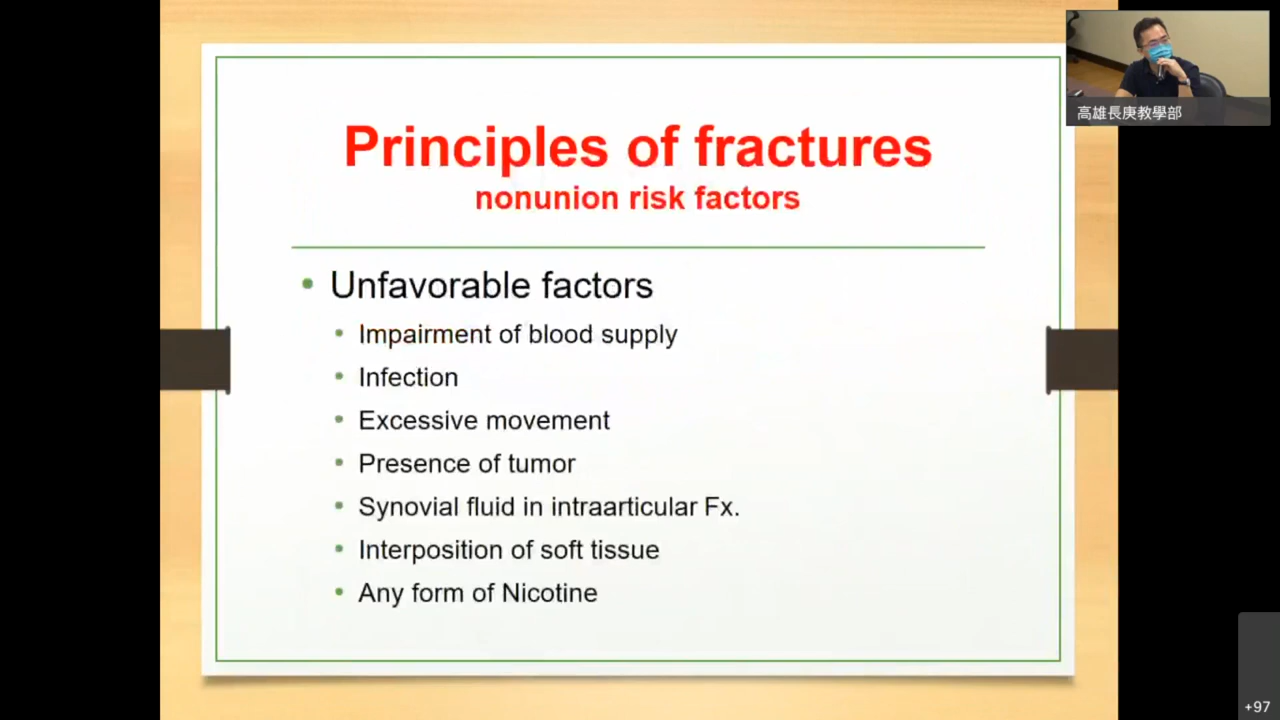 Principles of fractures
nonunion risk factors
Unfavorable factors
Impairment of blood supply
Infection
Excessive movement
Presence of tumor
Synovial fluid in intraarticular Fx.
Interposition of soft tissue
Any form of Nicotine
高雄長庚教學部
+97